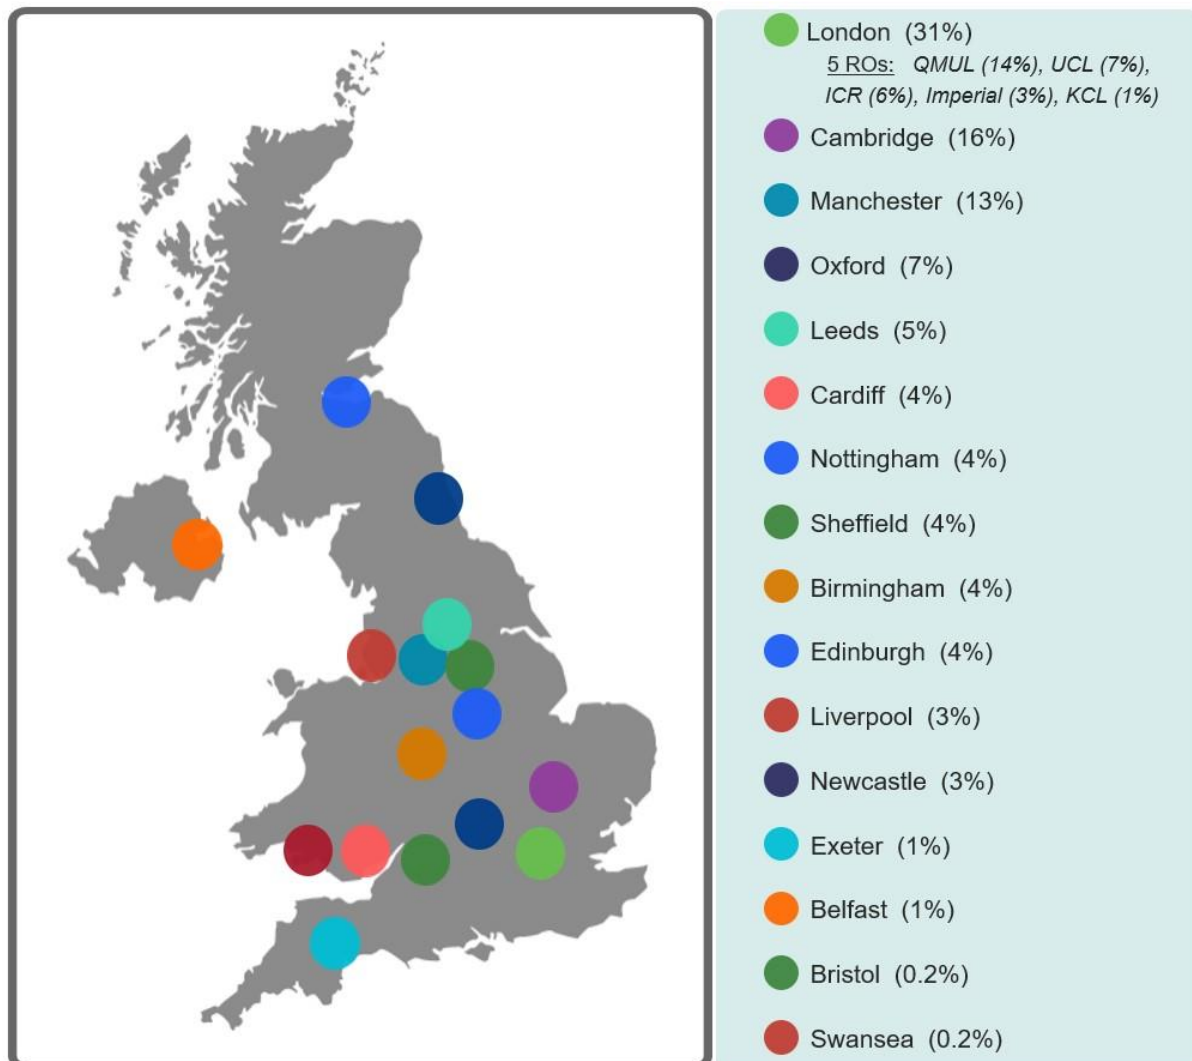 London (31%)
5 ROs: QMUL (14%), UCL (7%),
ICR (6%), Imperial (3%), KCL (1%)
Cambridge (16%)
Manchester (13%)
Oxford (7%)
Leeds (5%)
Cardiff (4%)
Nottingham (4%)
Sheffield (4%)
Birmingham (4%)
Edinburgh (4%)
Liverpool (3%)
Newcastle (3%)
Exeter (1%)
Belfast (1%)
Bristol (0.2%)
Swansea (0.2%)